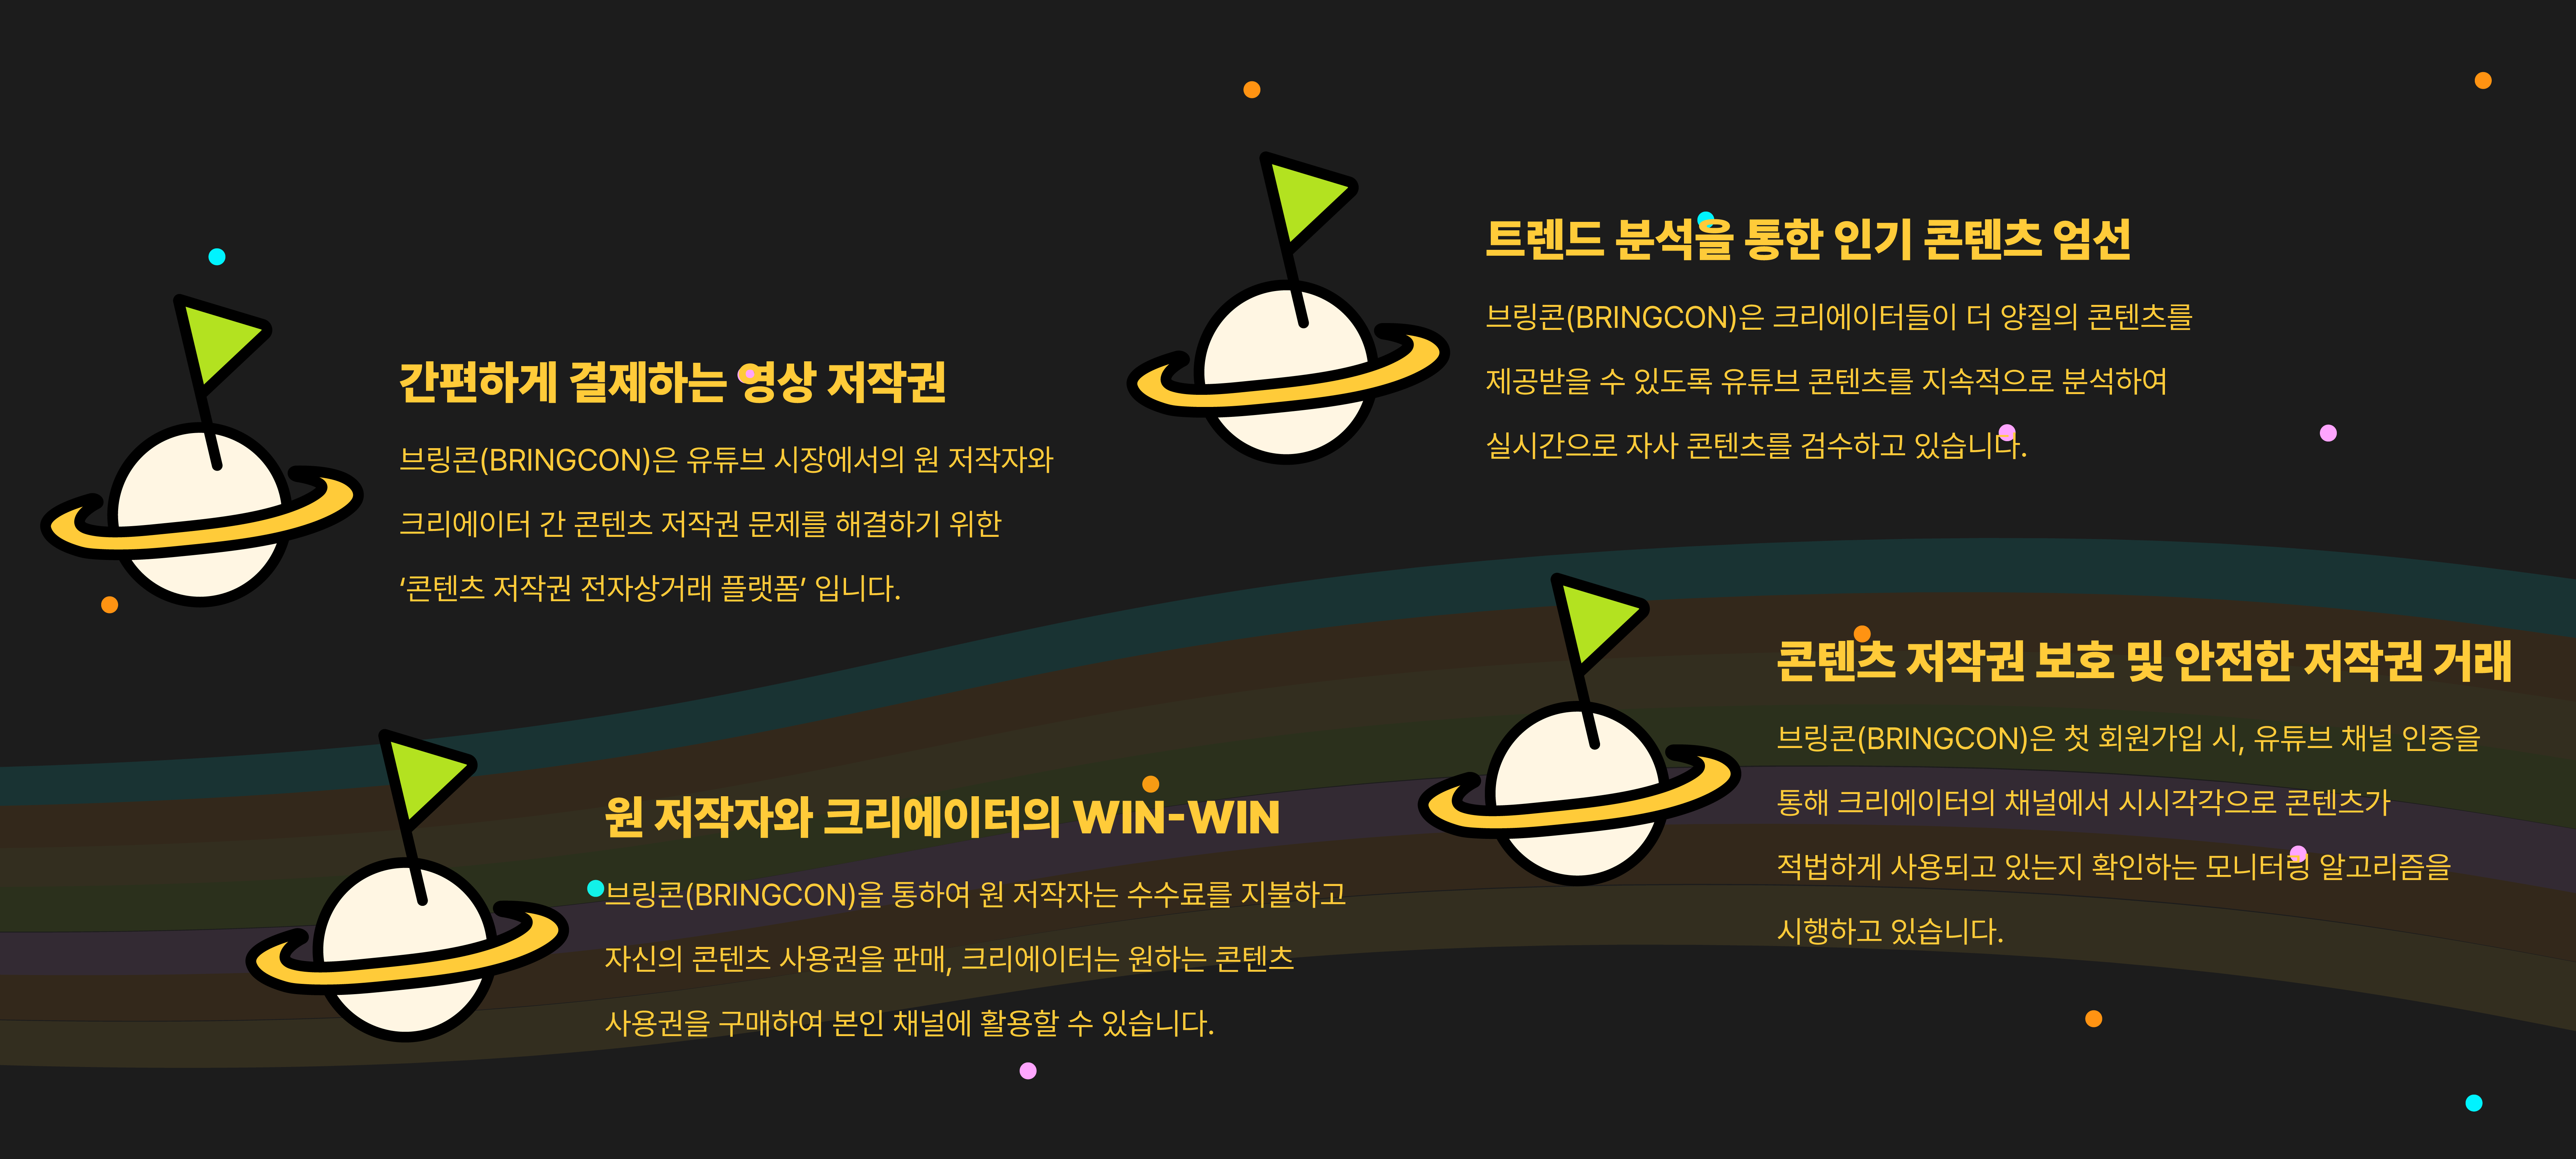 간편하게 결제하는 영상 저작권
브링콘(BRINGCON)은 유튜브 시장에서의 원 저작자와
크리에이터 간 콘텐츠 저작권 문제를 해결하기 위한
‘콘텐츠 저작권 전자상거래 플랫폼’ 입니다.
트렌드 분석을 통한 인기 콘텐츠 엄선
브링콘(BRINGCON)은 크리에이터들이 더 양질의 콘텐츠를
제공받을 수 있도록 유튜브 콘텐츠를 지속적으로 분석하여
실시간으로 자사 콘텐츠를 검수하고 있습니다.
원 저작자와 크리에이터의 WIN-WIN
브링콘(BRINGCON)을 통하여 원 저작자는 수수료를 지불하고
자신의 콘텐츠 사용권을 판매, 크리에이터는 원하는 콘텐츠
사용권을 구매하여 본인 채널에 활용할 수 있습니다.
콘텐츠 저작권 보호 및 안전한 저작권 거래
브링콘(BRINGCON)은 첫 회원가입 시, 유튜브 채널 인증을
통해 크리에이터의 채널에서 시시각각으로 콘텐츠가
적법하게 사용되고 있는지 확인하는 모니터링 알고리즘을
시행하고 있습니다.